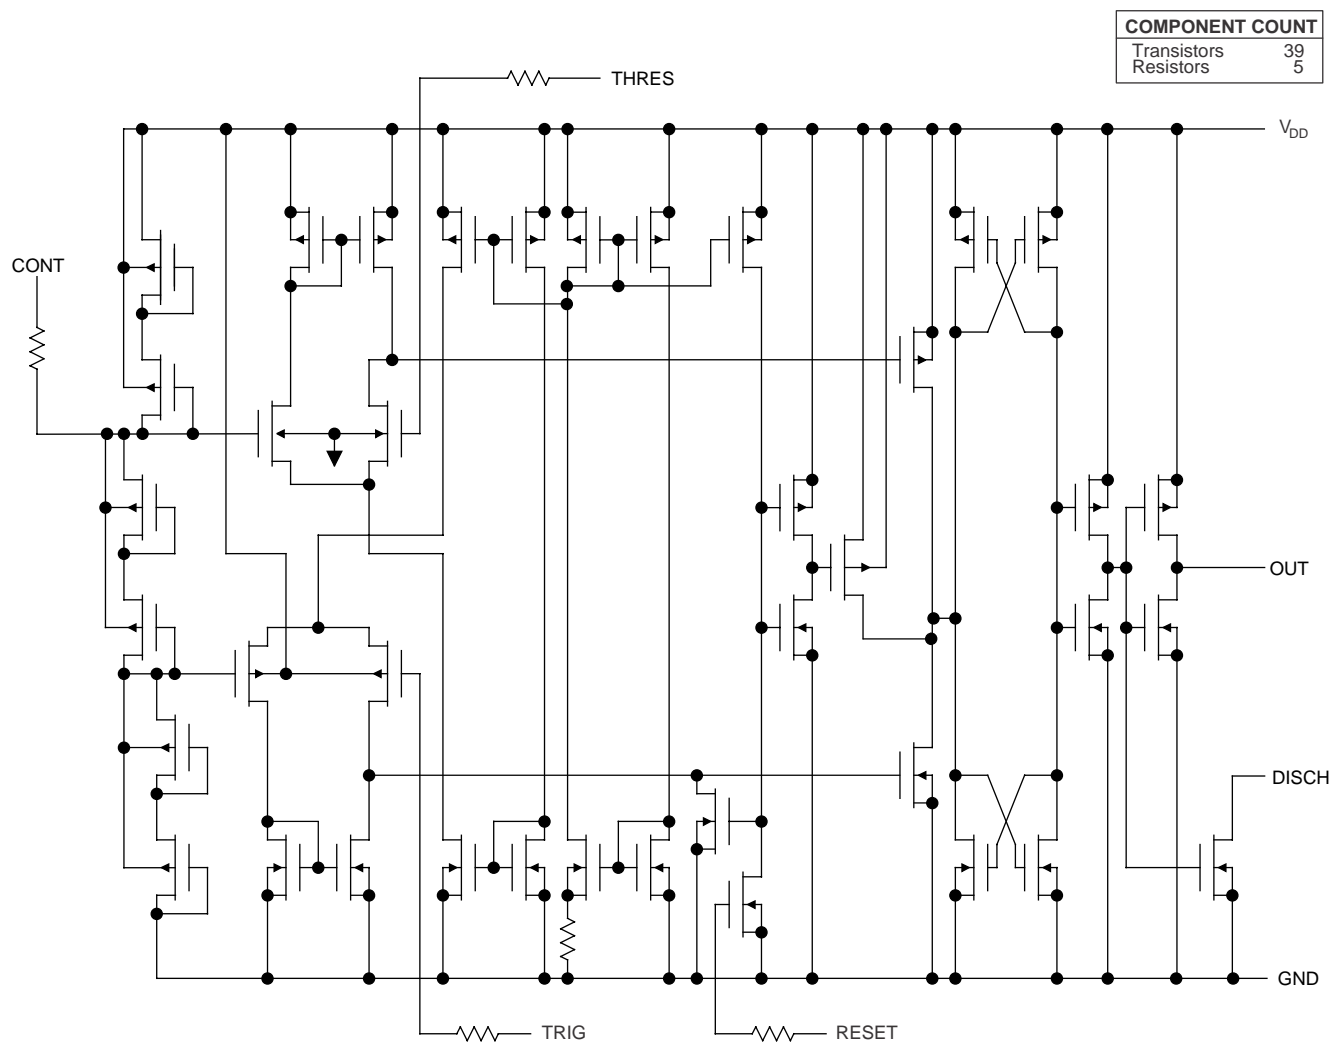 COMPONENT COUNT
Transistors 39
Resistors 5
THRES
VDD
CONT
OUT
DISCH
GND
TRIG
RESET